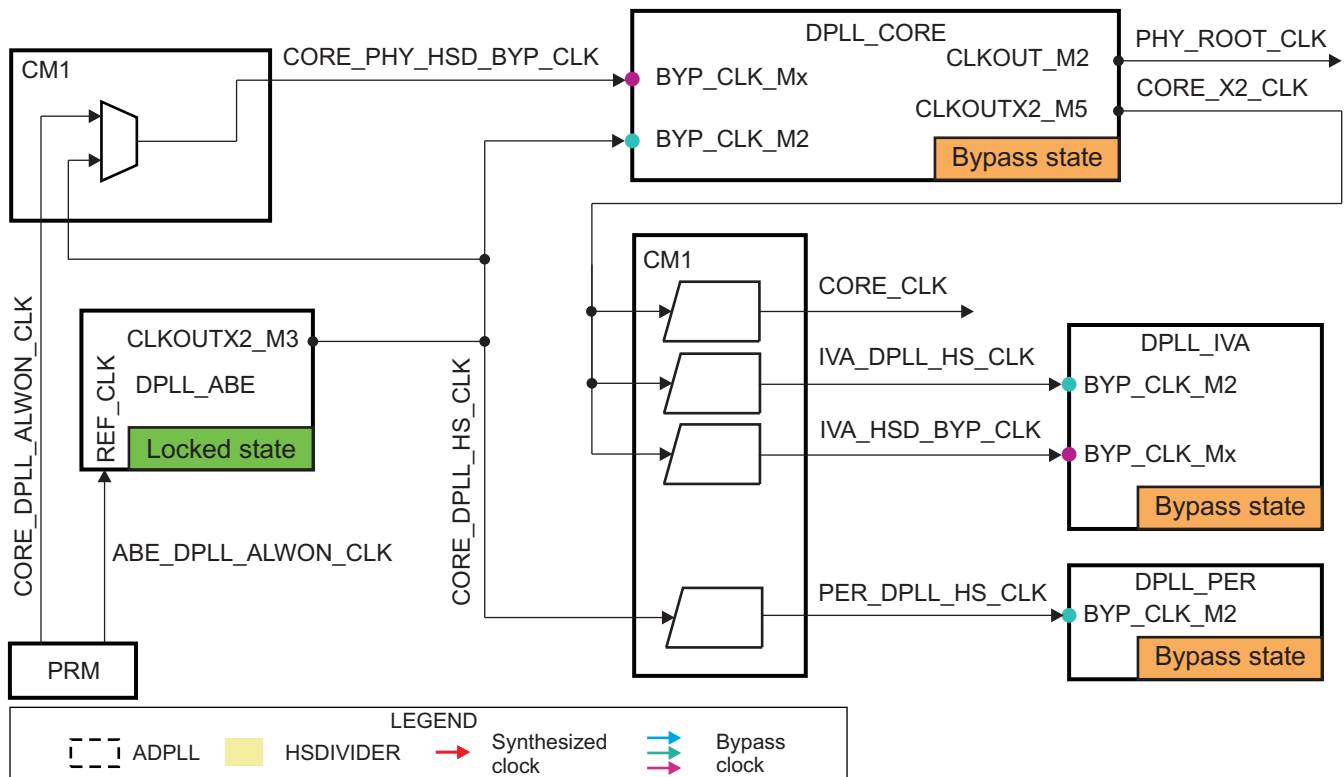 CM1
CORE_PHY_HSD_BYP_CLK
DPLL_CORE
BYP_CLK_Mx
BYP_CLK_M2
CLKOUT_M2
CLKOUTX2_M5
Bypass state
PHY_ROOT_CLK
CORE_X2_CLK
CORE_DPLL_ALWON_CLK
CLKOUTX2_M3
DPLL_ABE
REF_CLK
Locked state
ABE_DPLL_ALWON_CLK
CORE_DPLL_HS_CLK
PRM
CM1
CORE_CLK
IVA_DPLL_HS_CLK
IVA_HSD_BYP_CLK
PER_DPLL_HS_CLK
DPLL_IVA
BYP_CLK_M2
BYP_CLK_Mx
Bypass state
DPLL_PER
BYP_CLK_M2
Bypass state
LEGEND
ADPLL
HSDIVIDER
Synthesized
clock
Bypass
clock